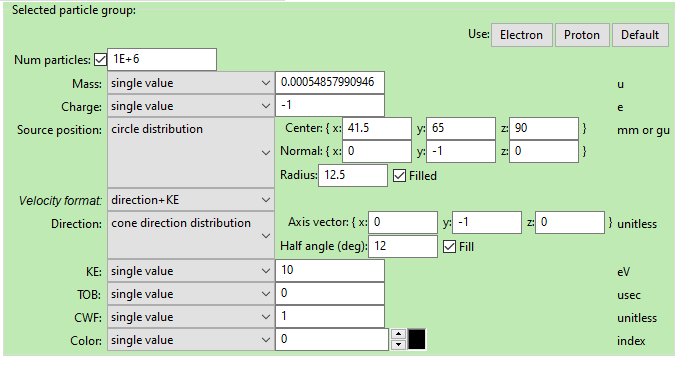 Selected particle group:
Use: Electron Proton Default
Num particles: 1E+6
Mass: single value 0.00054857990946 u
Charge: single value -1 e
Source position: circle distribution Center: { x: 41.5 y: 65 z: 90 } mm or gu
Normal: { x: 0 y: -1 z: 0 }
Radius: 12.5 Filled
Velocity format: direction+KE
Direction: cone direction distribution Axis vector: { x: 0 y: -1 z: 0 } unitless
Half angle (deg): 12 Fill
KE: single value 10 eV
TOB: single value 0 usec
CWF: single value 1 unitless
Color: single value 0 index